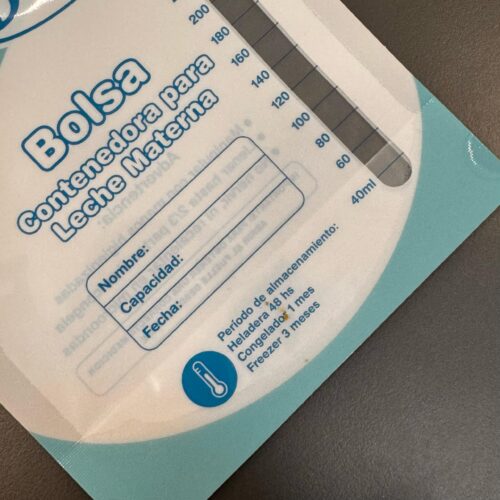 Bolsa
Contenedora para
Leche Materna
200
180
160
140
120
100
80
60
40ml
Nombre:
Capacidad:
Fecha:
Período de almacenamiento:
Heladera 48 hs
Congelador 1 mes
Freezer 3 meses